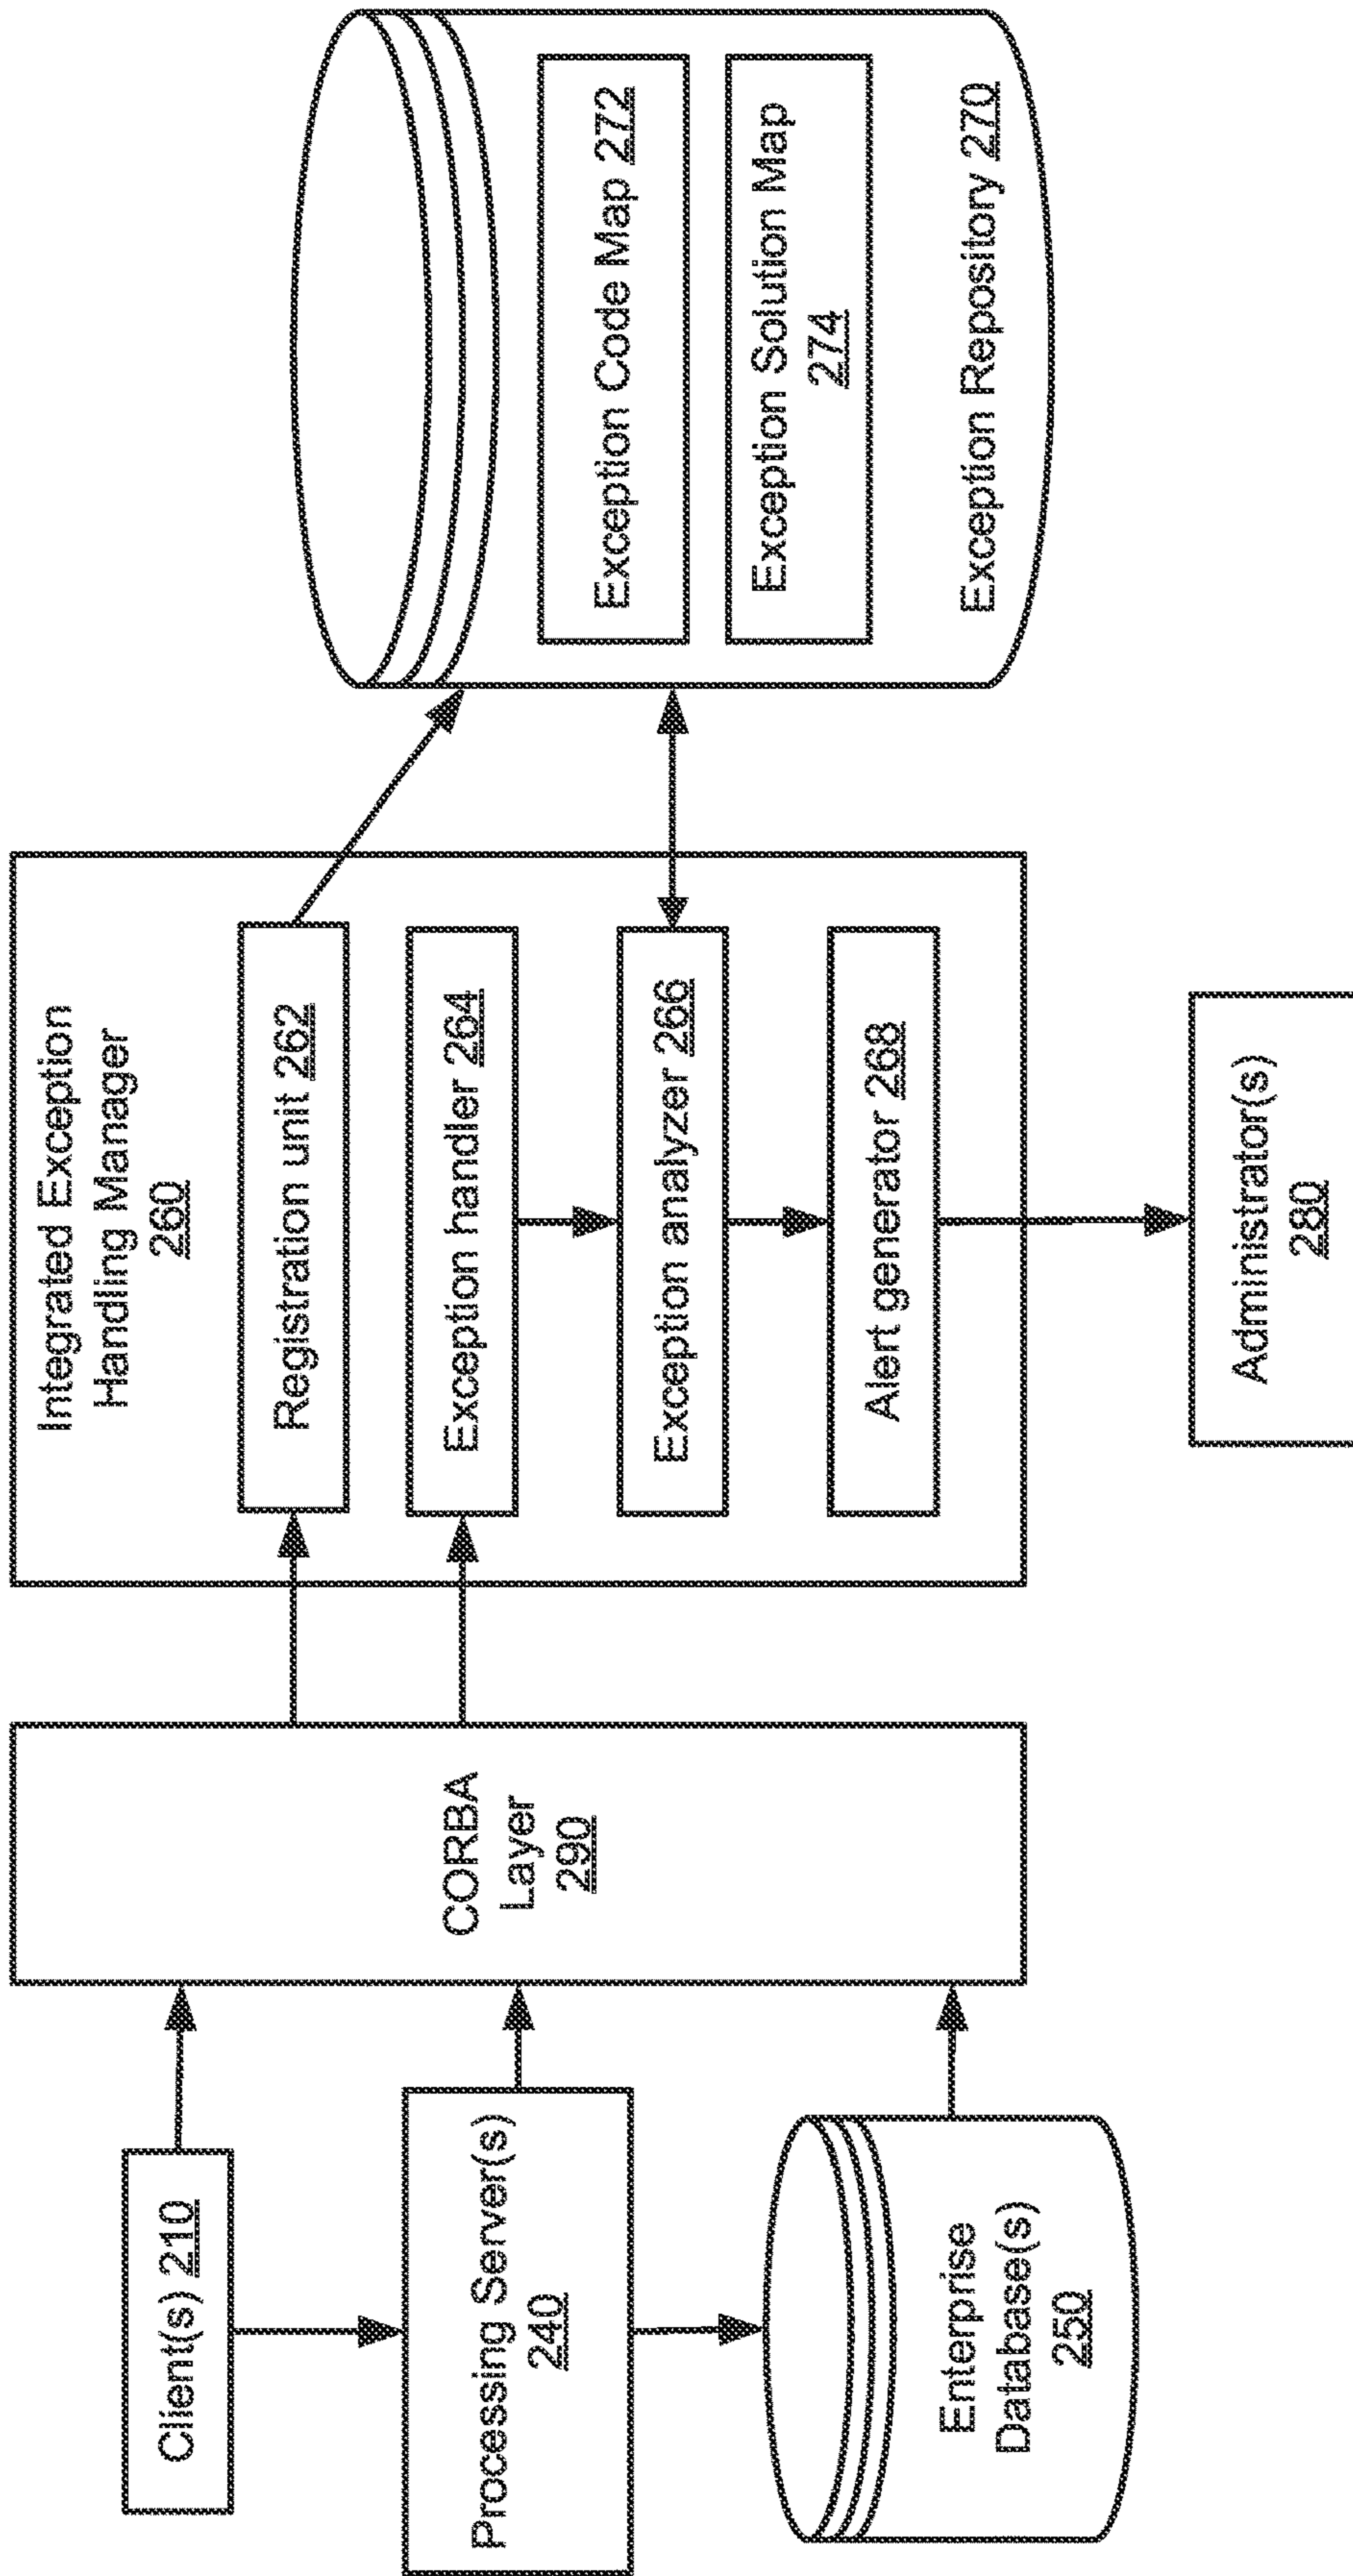 Client(s) 210
Processing Server(s)
240
Enterprise
Database(s)
250
CORBA
Layer
290
Integrated Exception
Handling Manager
260
Registration unit 262
Exception handler 264
Exception analyzer 266
Alert generator 268
Administrator(s)
280
Exception Code Map 272
Exception Solution Map
274
Exception Repository 270